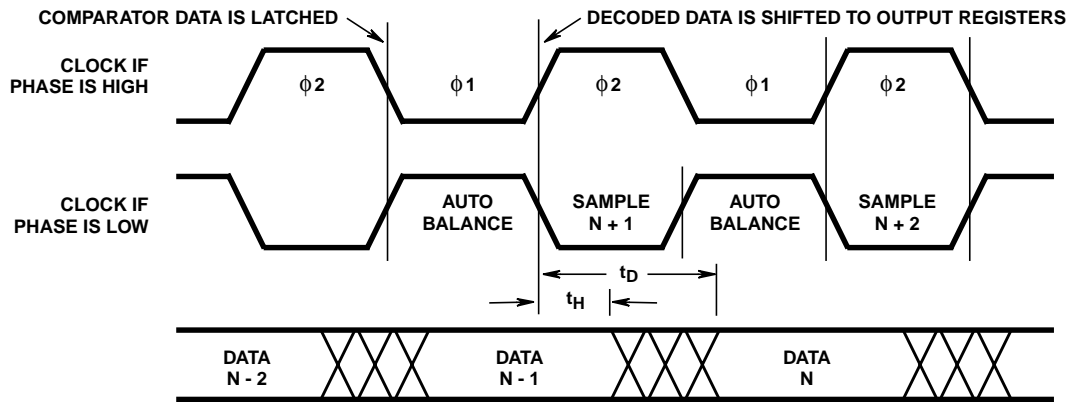 COMPARATOR DATA IS LATCHED
DECODED DATA IS SHIFTED TO OUTPUT REGISTERS
CLOCK IF
PHASE IS HIGH
ϕ2
ϕ1
ϕ2
ϕ1
ϕ2
CLOCK IF
PHASE IS LOW
AUTO
BALANCE
SAMPLE
N + 1
AUTO
BALANCE
SAMPLE
N + 2
tD
tH
DATA
N - 2
DATA
N - 1
DATA
N